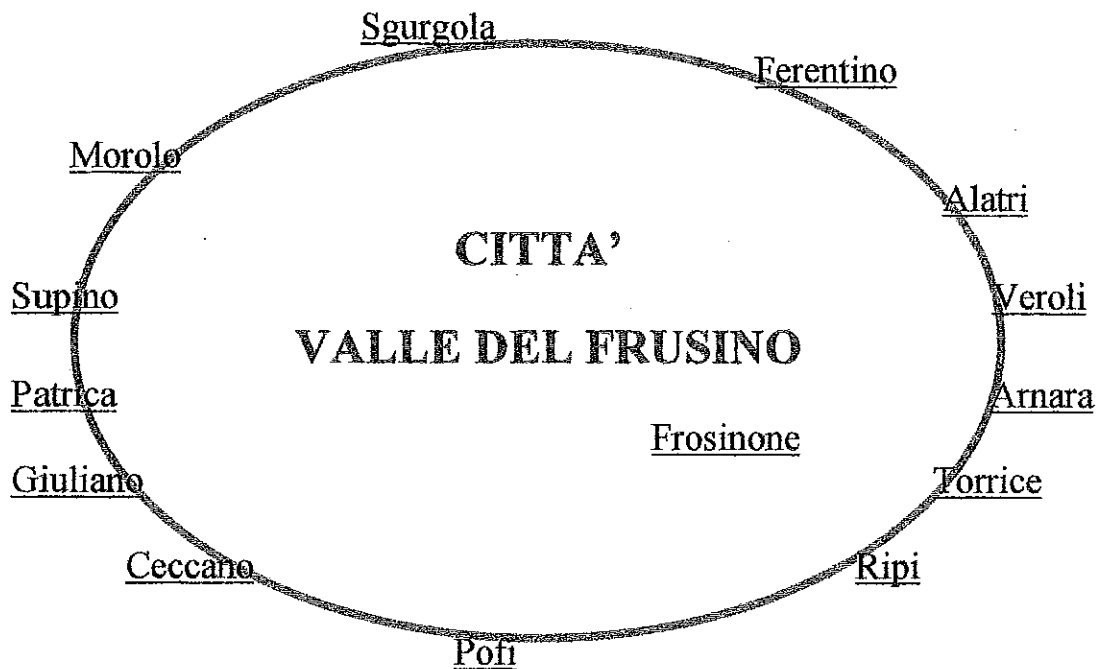 Sgurgola
Ferentino
Morolo
Alatri
CITTA’
Supino
Veroli
VALLE DEL FRUSINO
Patrica
Arnara
Frosinone
Giuliano
Torrice
Ceccano
Ripi
Pofi